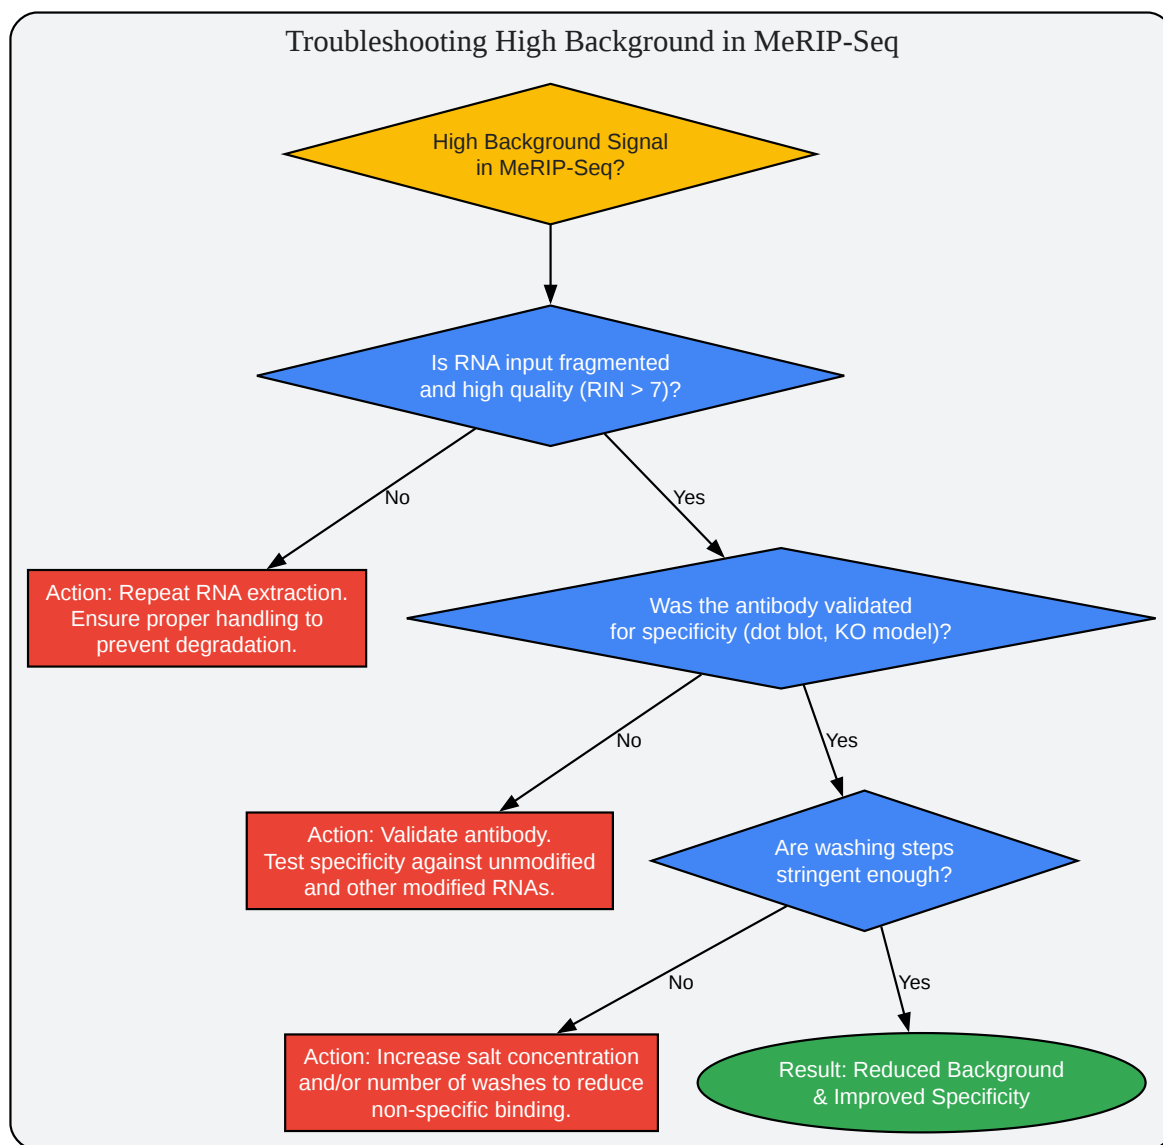 Troubleshooting High Background in MeRIP-Seq
High Background Signal
in MeRIP-Seq?
Is RNA input fragmented
and high quality (RIN > 7)?
No
Yes
Action: Repeat RNA extraction.
Ensure proper handling to
prevent degradation.
Was the antibody validated
for specificity (dot blot, KO model)?
No
Yes
Action: Validate antibody.
Test specificity against unmodified
and other modified RNAs.
Are washing steps
stringent enough?
No
Yes
Action: Increase salt concentration
and/or number of washes to reduce
non-specific binding.
Result: Reduced Background
& Improved Specificity